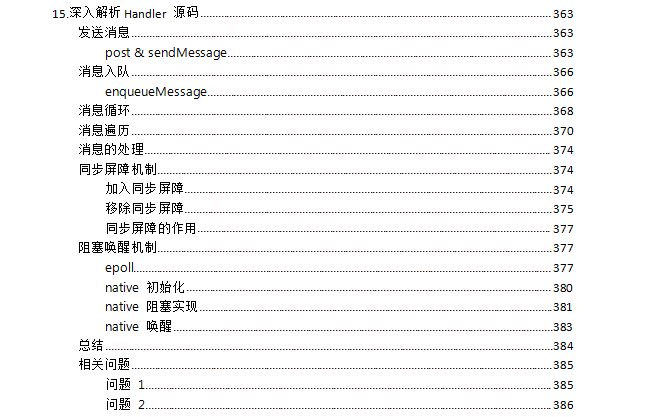 15.深入解析 Handler 源码 363
发送消息 363
post & sendMessage 363
消息入队 366
enqueueMessage 366
消息循环 368
消息遍历 370
消息的处理 374
同步屏障机制 374
加入同步屏障 374
移除同步屏障 375
同步屏障的作用 377
阻塞唤醒机制 377
epoll 377
native 初始化 380
native 阻塞实现 381
native 唤醒 383
总结 384
相关问题 385
问题 1 385
问题 2 386